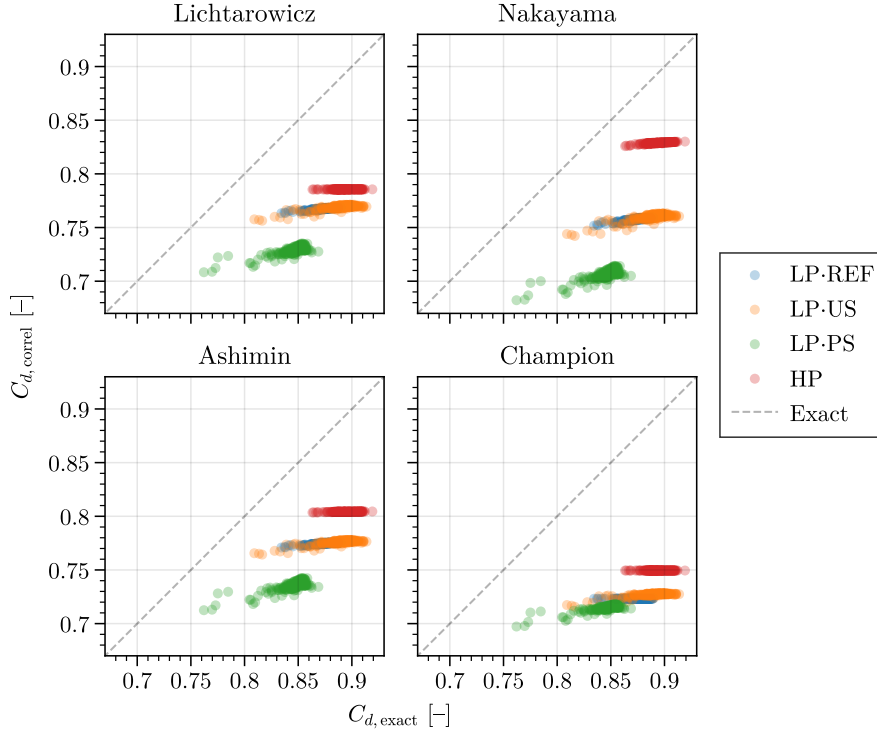 Lichtarowicz Nakayama
0.9
0.85
0.8
0.75
0.7
C_d,correl [–]
LP·REF
LP·US
LP·PS
HP
Exact
Ashimin Champion
0.9
0.85
0.8
0.75
0.7
0.7 0.75 0.8 0.85 0.9 0.7 0.75 0.8 0.85 0.9
C_d,exact [–]